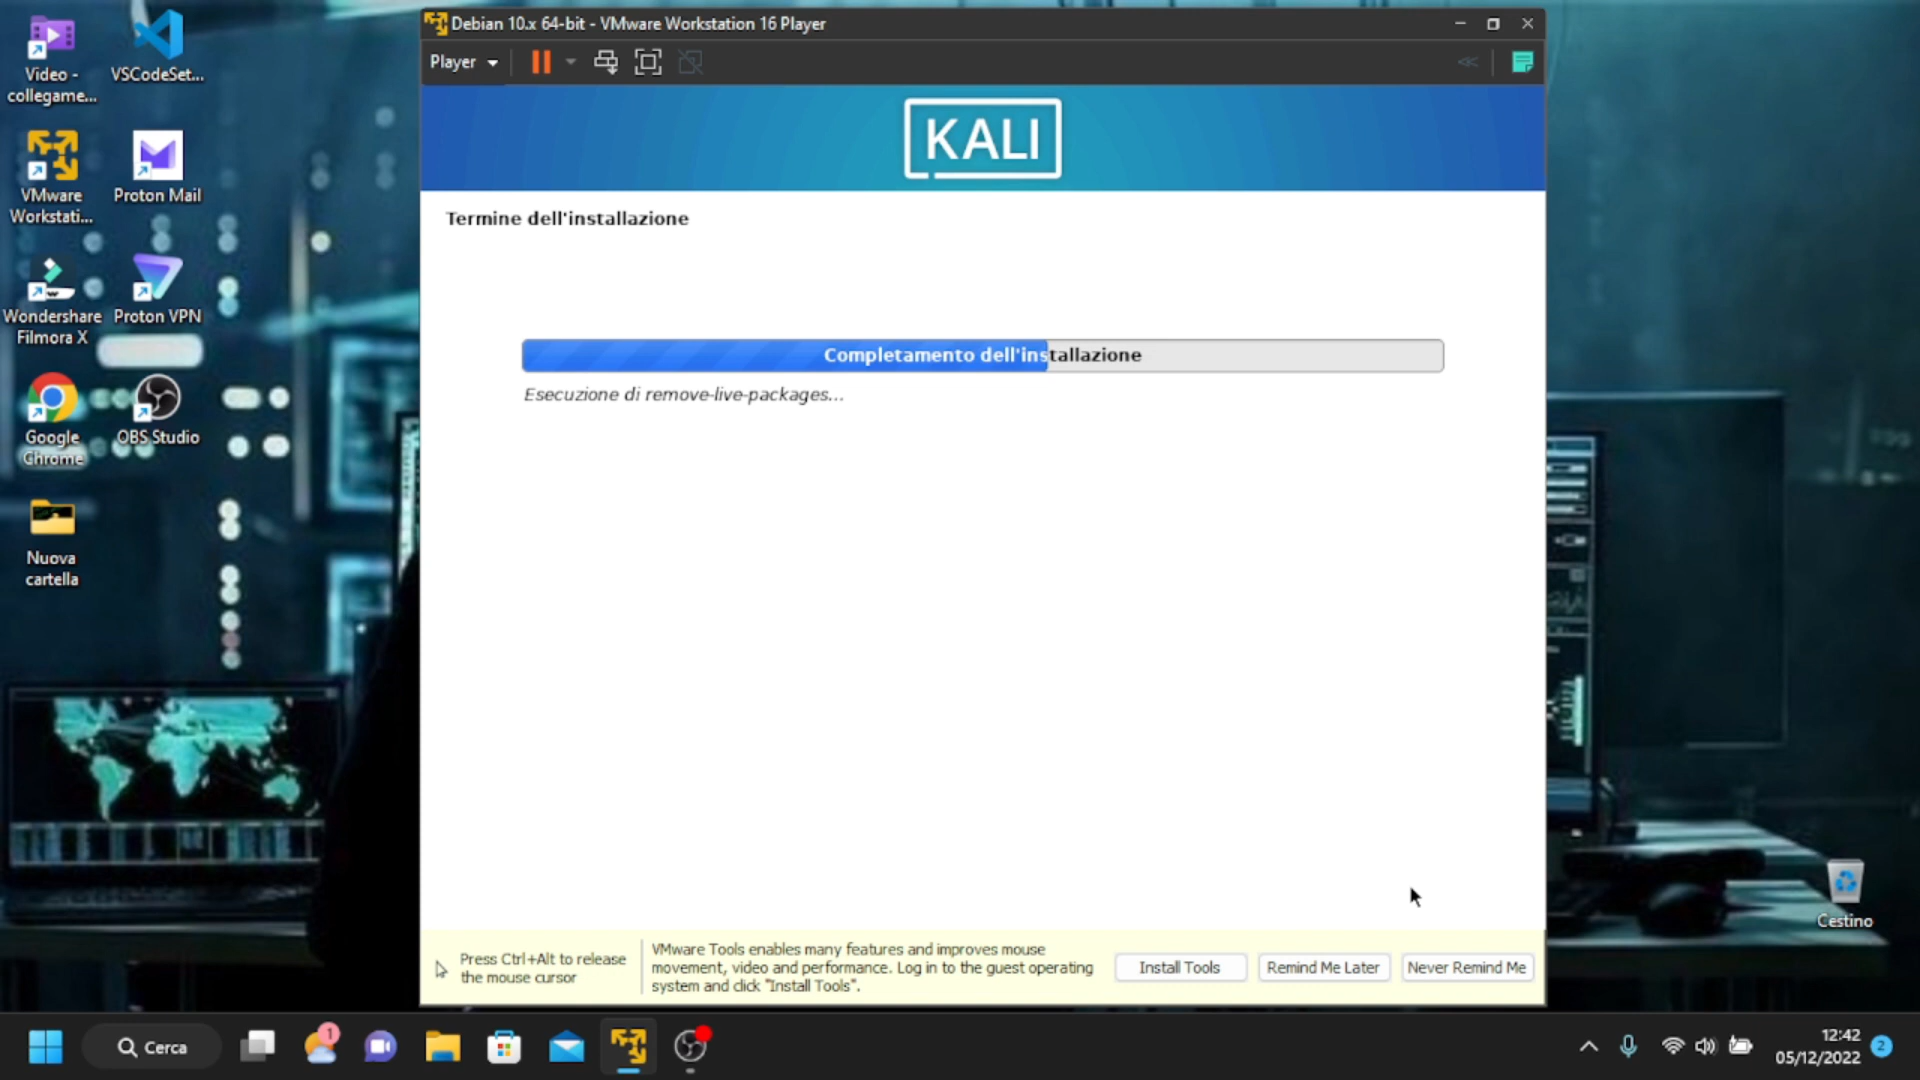 Video -
collegame...
VSCodeSet...
VMware
Workstati...
Proton Mail
Wondershare
Filmora X
Proton VPN
Google
Chrome
OBS Studio
Nuova
cartella
Debian 10.x 64-bit - VMware Workstation 16 Player
Player
KALI
Termine dell'installazione
Completamento dell'installazione
Esecuzione di remove-live-packages...
Press Ctrl+Alt to release
the mouse cursor
VMware Tools enables many features and improves mouse
movement, video and performance. Log in to the guest operating
system and click "Install Tools".
Install Tools
Remind Me Later
Never Remind Me
Cestino
Cerca
1
12:42
05/12/2022
2